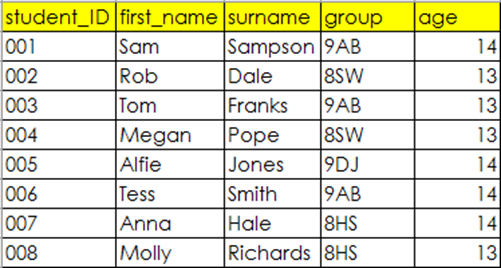 student_ID first_name surname group age
001 Sam Sampson 9AB 14
002 Rob Dale 8SW 13
003 Tom Franks 9AB 13
004 Megan Pope 8SW 13
005 Alfie Jones 9DJ 14
006 Tess Smith 9AB 14
007 Anna Hale 8HS 14
008 Molly Richards 8HS 13